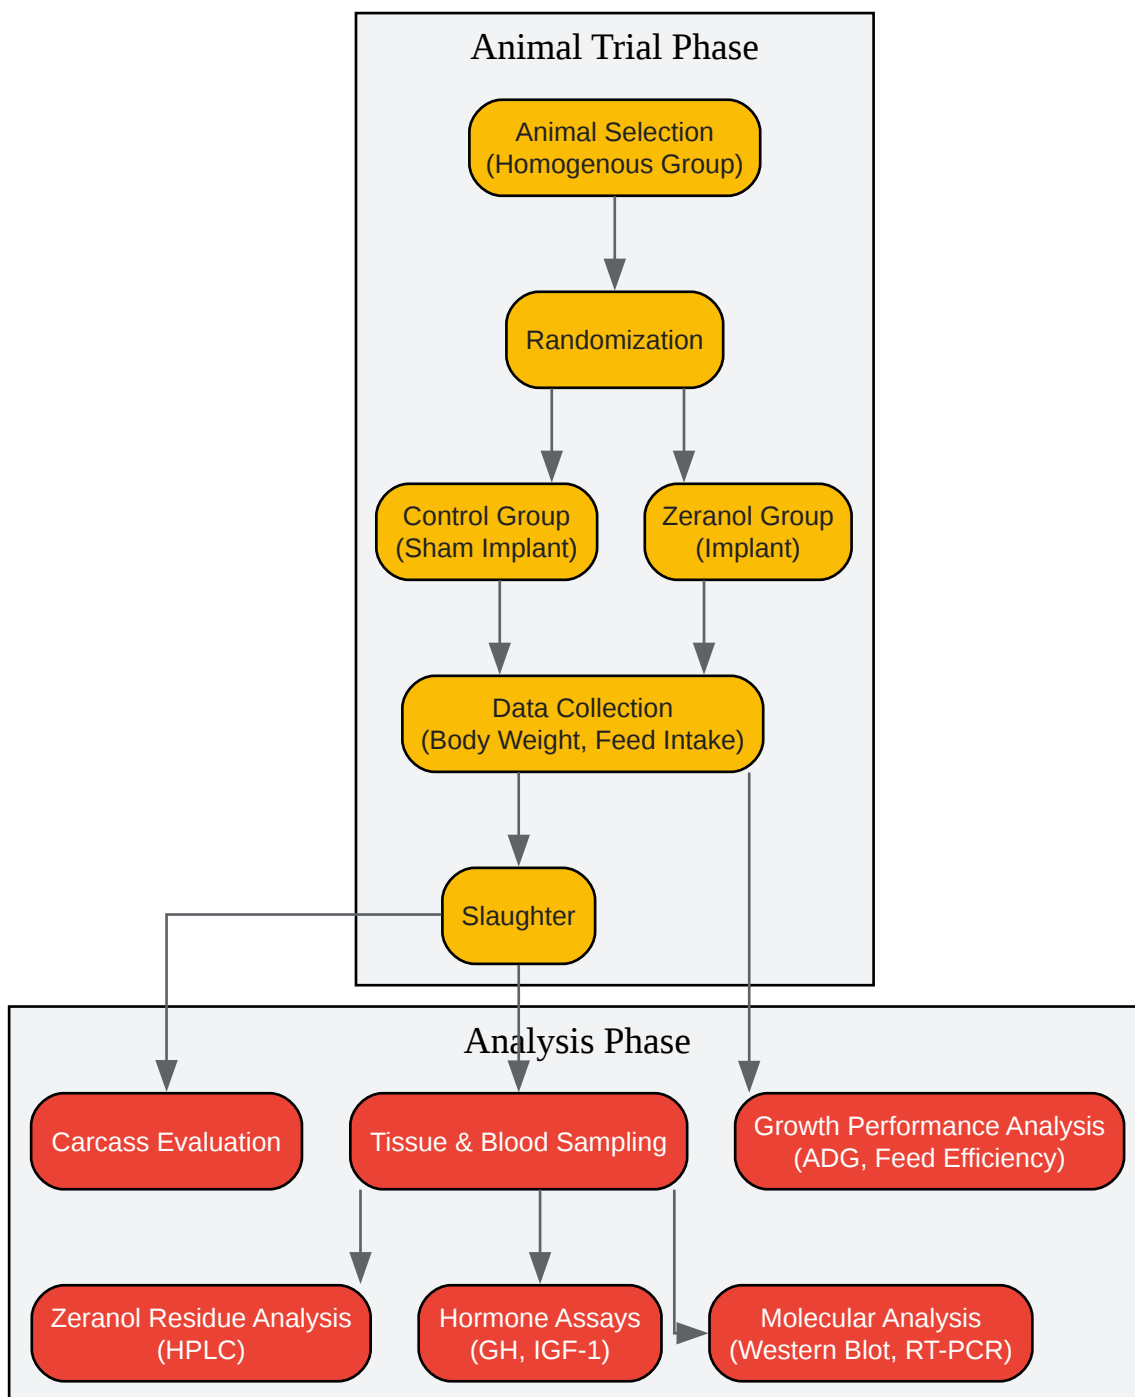 Animal Trial Phase
Animal Selection
(Homogenous Group)
Randomization
Control Group
(Sham Implant)
Zeranol Group
(Implant)
Data Collection
(Body Weight, Feed Intake)
Slaughter
Analysis Phase
Carcass Evaluation
Tissue & Blood Sampling
Growth Performance Analysis
(ADG, Feed Efficiency)
Zeranol Residue Analysis
(HPLC)
Hormone Assays
(GH, IGF-1)
Molecular Analysis
(Western Blot, RT-PCR)